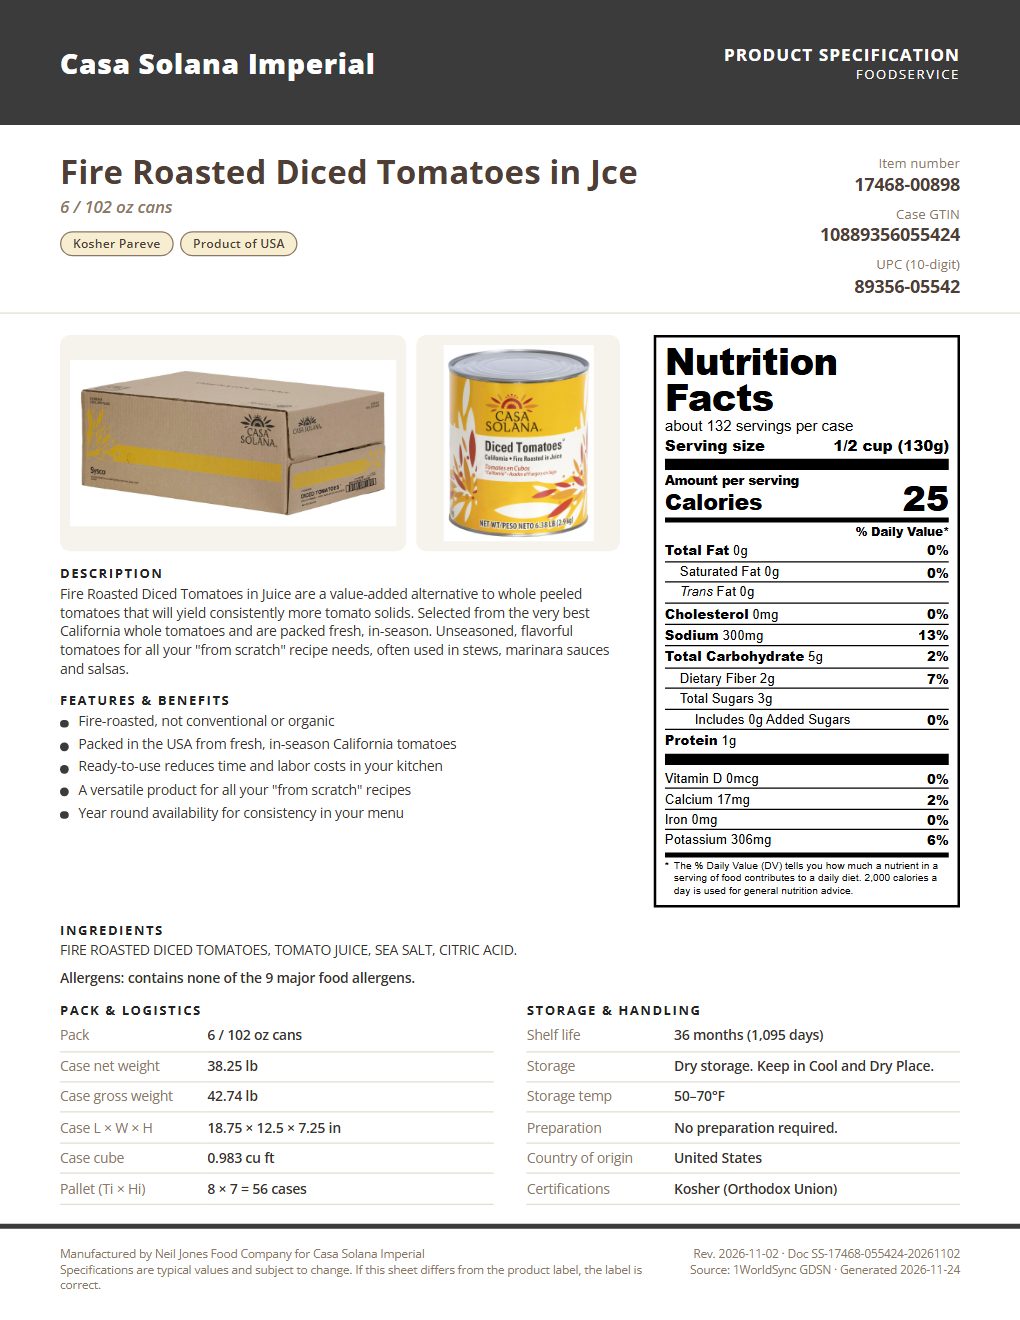 Casa Solana Imperial
PRODUCT SPECIFICATION
FOODSERVICE
Fire Roasted Diced Tomatoes in Jce
6 / 102 oz cans
Kosher Pareve
Product of USA
Item number
17468-00898
Case GTIN
10889356055424
UPC (10-digit)
89356-05542
CASA
SOLANA
CASA
SOLANA
Sysco
DICED TOMATOES
CASA
SOLANA
Diced Tomatoes
California • Fire Roasted in Juice
Tomates en Cubos
NET WT/PESO NETO 6.38 LB (2.9 kg)
DESCRIPTION
Fire Roasted Diced Tomatoes in Juice are a value-added alternative to whole peeled
tomatoes that will yield consistently more tomato solids. Selected from the very best
California whole tomatoes and are packed fresh, in-season. Unseasoned, flavorful
tomatoes for all your "from scratch" recipe needs, often used in stews, marinara sauces
and salsas.
FEATURES & BENEFITS
Fire-roasted, not conventional or organic
Packed in the USA from fresh, in-season California tomatoes
Ready-to-use reduces time and labor costs in your kitchen
A versatile product for all your "from scratch" recipes
Year round availability for consistency in your menu
Nutrition
Facts
about 132 servings per case
Serving size 1/2 cup (130g)
Amount per serving
Calories 25
% Daily Value*
Total Fat 0g 0%
Saturated Fat 0g 0%
Trans Fat 0g
Cholesterol 0mg 0%
Sodium 300mg 13%
Total Carbohydrate 5g 2%
Dietary Fiber 2g 7%
Total Sugars 3g
Includes 0g Added Sugars 0%
Protein 1g
Vitamin D 0mcg 0%
Calcium 17mg 2%
Iron 0mg 0%
Potassium 306mg 6%
* The % Daily Value (DV) tells you how much a nutrient in a
serving of food contributes to a daily diet. 2,000 calories a
day is used for general nutrition advice.
INGREDIENTS
FIRE ROASTED DICED TOMATOES, TOMATO JUICE, SEA SALT, CITRIC ACID.
Allergens: contains none of the 9 major food allergens.
PACK & LOGISTICS
Pack 6 / 102 oz cans
Case net weight 38.25 lb
Case gross weight 42.74 lb
Case L × W × H 18.75 × 12.5 × 7.25 in
Case cube 0.983 cu ft
Pallet (Ti × Hi) 8 × 7 = 56 cases
STORAGE & HANDLING
Shelf life 36 months (1,095 days)
Storage Dry storage. Keep in Cool and Dry Place.
Storage temp 50–70°F
Preparation No preparation required.
Country of origin United States
Certifications Kosher (Orthodox Union)
Manufactured by Neil Jones Food Company for Casa Solana Imperial
Specifications are typical values and subject to change. If this sheet differs from the product label, the label is
correct.
Rev. 2026-11-02 · Doc SS-17468-055424-20261102
Source: 1WorldSync GDSN · Generated 2026-11-24